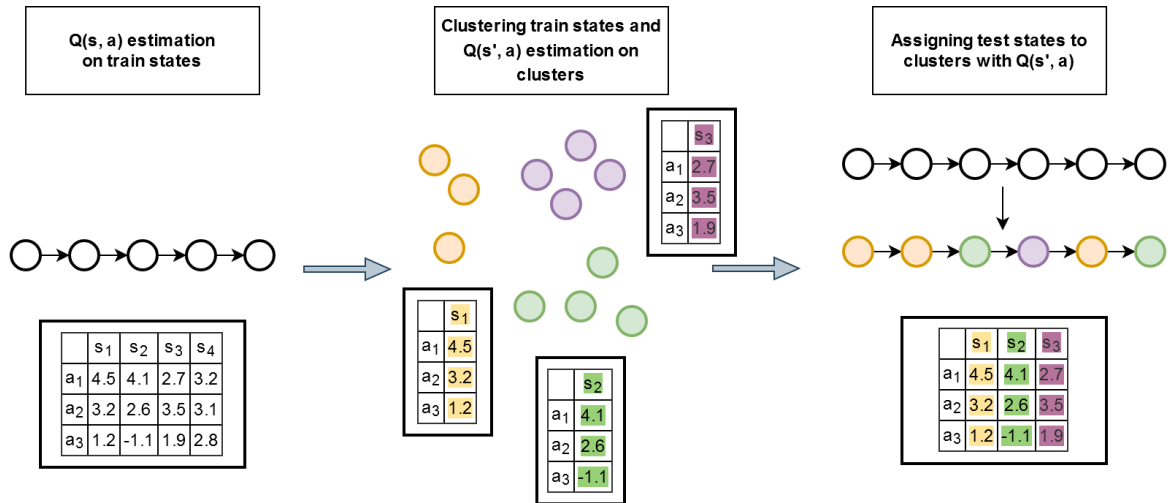 Q(s, a) estimation
on train states
Clustering train states and
Q(s', a) estimation on
clusters
Assigning test states to
clusters with Q(s', a)
s1 s2 s3 s4
a1 4.5 4.1 2.7 3.2
a2 3.2 2.6 3.5 3.1
a3 1.2 -1.1 1.9 2.8
s3
a1 2.7
a2 3.5
a3 1.9
s1
a1 4.5
a2 3.2
a3 1.2
s2
a1 4.1
a2 2.6
a3 -1.1
s1 s2 s3
a1 4.5 4.1 2.7
a2 3.2 2.6 3.5
a3 1.2 -1.1 1.9